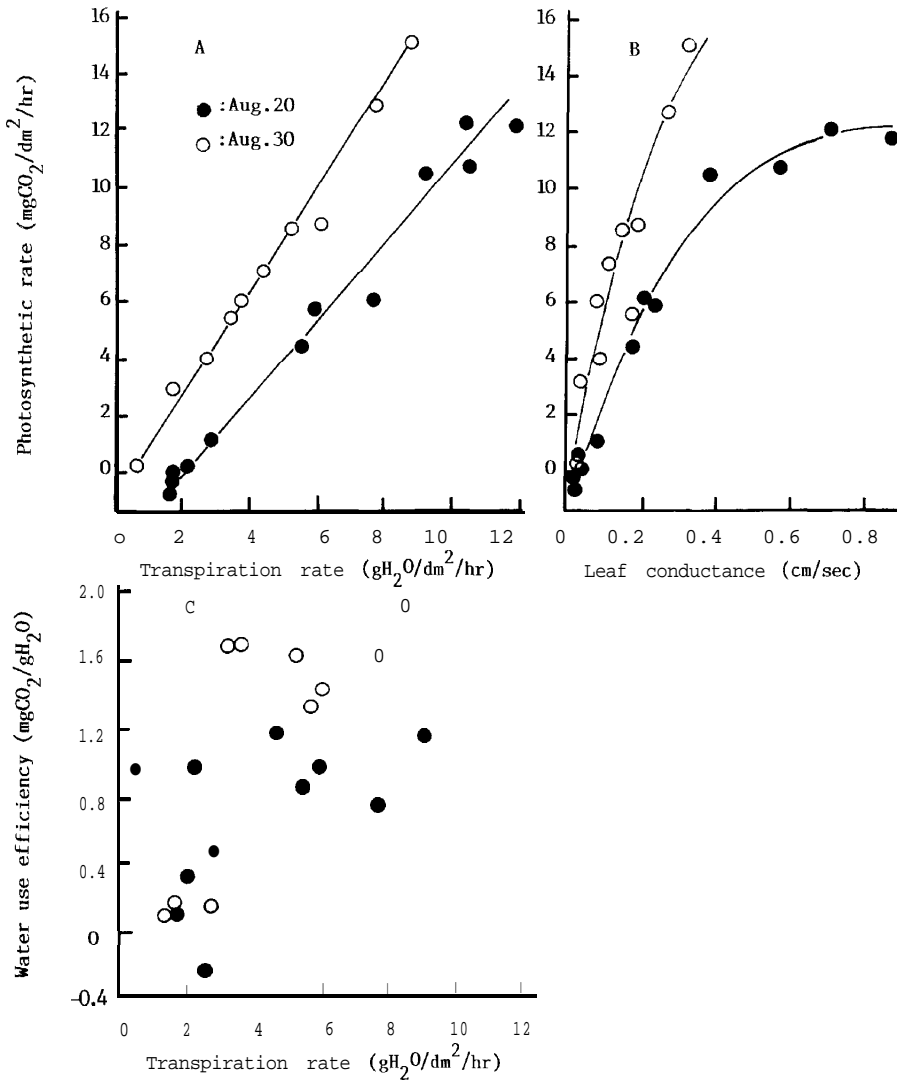 16
14
12
10
8
6
4
2
0
Photosynthetic rate (mgCO2/dm2/hr)
A
●:Aug.20
○:Aug.30
o 2 4 6 8 10 12
Transpiration rate (gH2O/dm2/hr)
16
14
12
10
8
6
4
2
0
B
0 0.2 0.4 0.6 0.8
Leaf conductance (cm/sec)
2.0
1.6
1.2
0.8
0.4
0
-0.4
Water use efficiency (mgCO2/gH2O)
C
0 2 4 6 8 10 12
Transpiration rate (gH2O/dm2/hr)